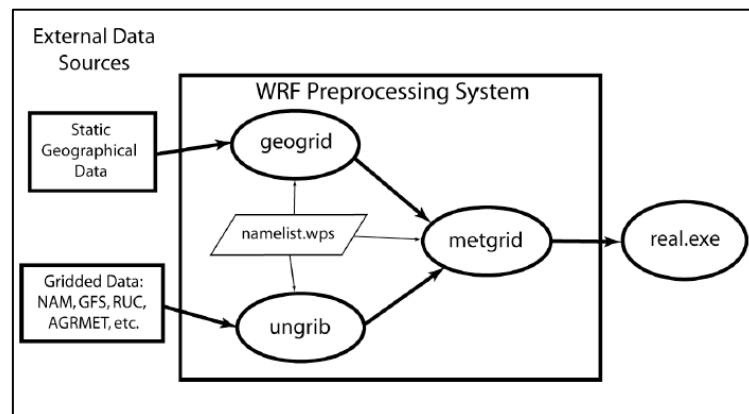 External Data
Sources
WRF Preprocessing System
Static
Geographical
Data
geogrid
namelist.wps
metgrid
real.exe
Gridded Data:
NAM, GFS, RUC,
AGRMET, etc.
ungrib